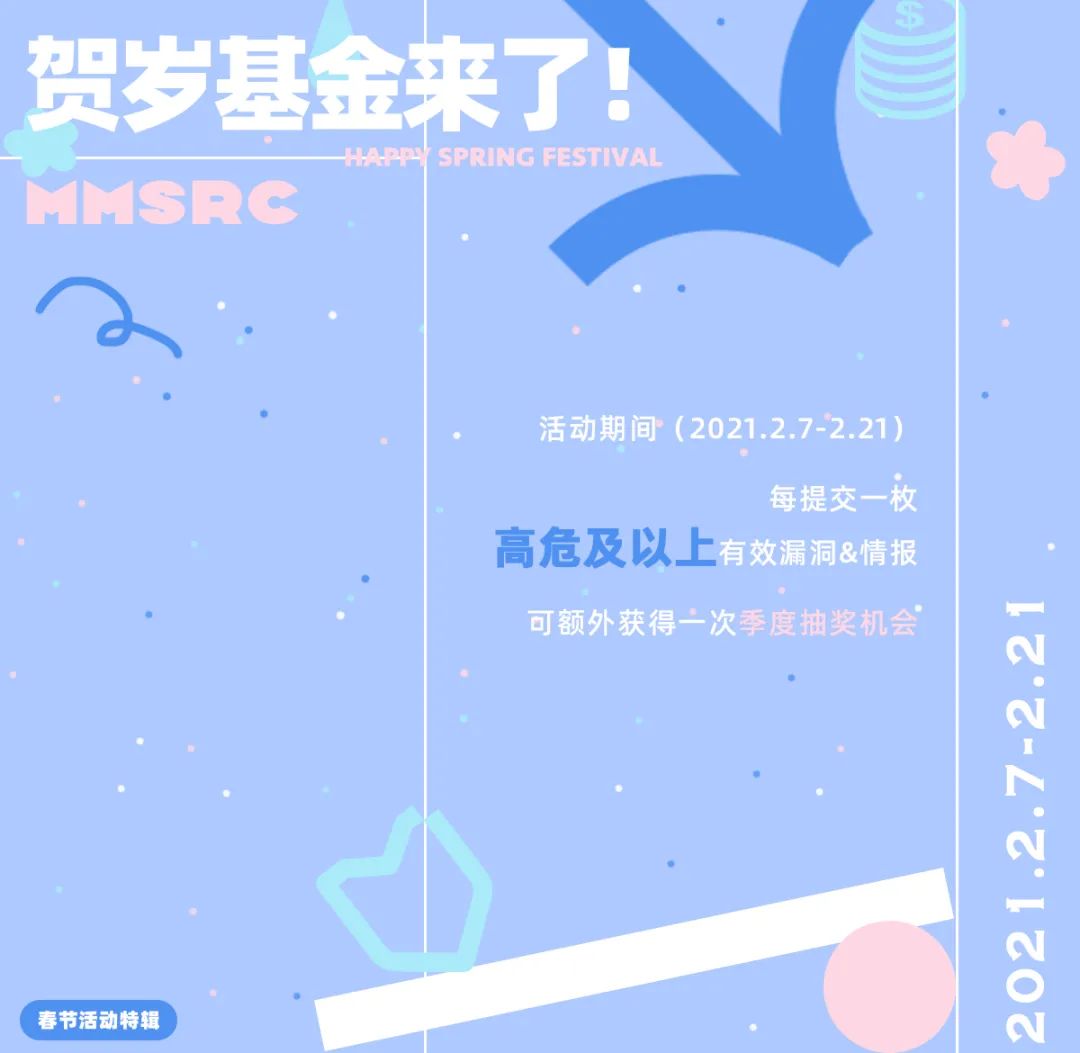 贺岁基金来了！
HAPPY SPRING FESTIVAL
MMSRC
$
活动期间（2021.2.7-2.21）
每提交一枚
高危及以上有效漏洞&情报
可额外获得一次季度抽奖机会
2021.2.7-2.21
春节活动特辑